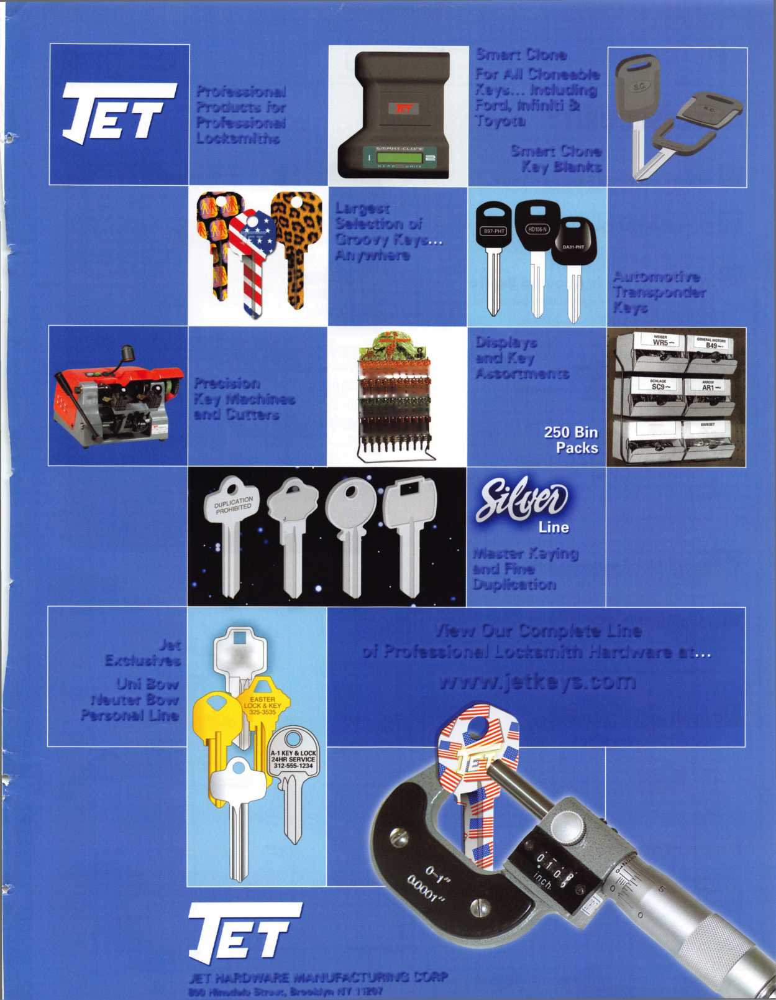 JET
Professional
Products for
Professional
Locksmiths
JET
SMART-CLONE
1 2
Smart Clone
For All Cloneable
Keys... Including
Ford, Infiniti &
Toyota
Smart Clone
Key Blanks
S.C.
S.C.
JET
Largest
Selection of
Groovy Keys...
Anywhere
B97-PHT
HD106-N
DA31-PHT
Automotive
Transponder
Keys
Precision
Key Machines
and Cutters
Displays
and Key
Assortments
250 Bin
Packs
WEISER
WR5
GENERAL MOTORS
B49
SCHLAGE
SC9
ARROW
AR1
KWIKSET
DUPLICATION
PROHIBITED
Silver
Line
Master Keying
and Fine
Duplication
Jet
Exclusives
Uni Bow
Neuter Bow
Personal Line
EASTER
LOCK & KEY
325-3535
A-1 KEY & LOCK
24HR SERVICE
312-555-1234
View Our Complete Line
of Professional Locksmith Hardware at...
www.jetkeys.com
JET
0-1"
0.0001"
inch.
0 5
0
JET
JET HARDWARE MANUFACTURING CORP
Hinsdale Street, Brooklyn NY 11207